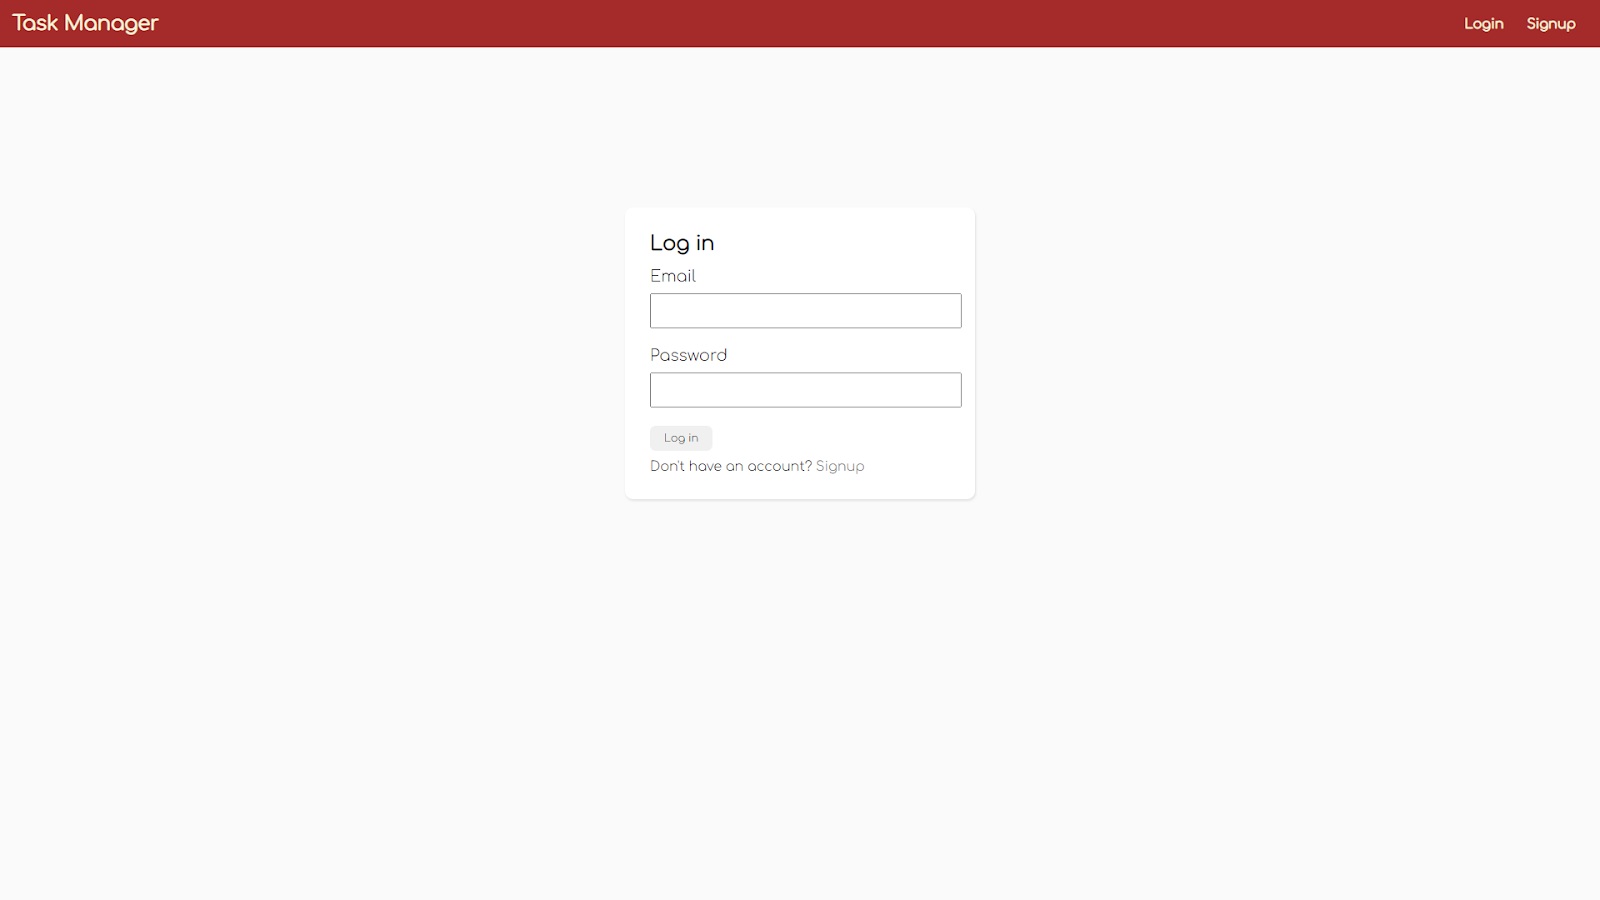 Task Manager
Login Signup
Log in
Email
Password
Log in
Don't have an account? Signup